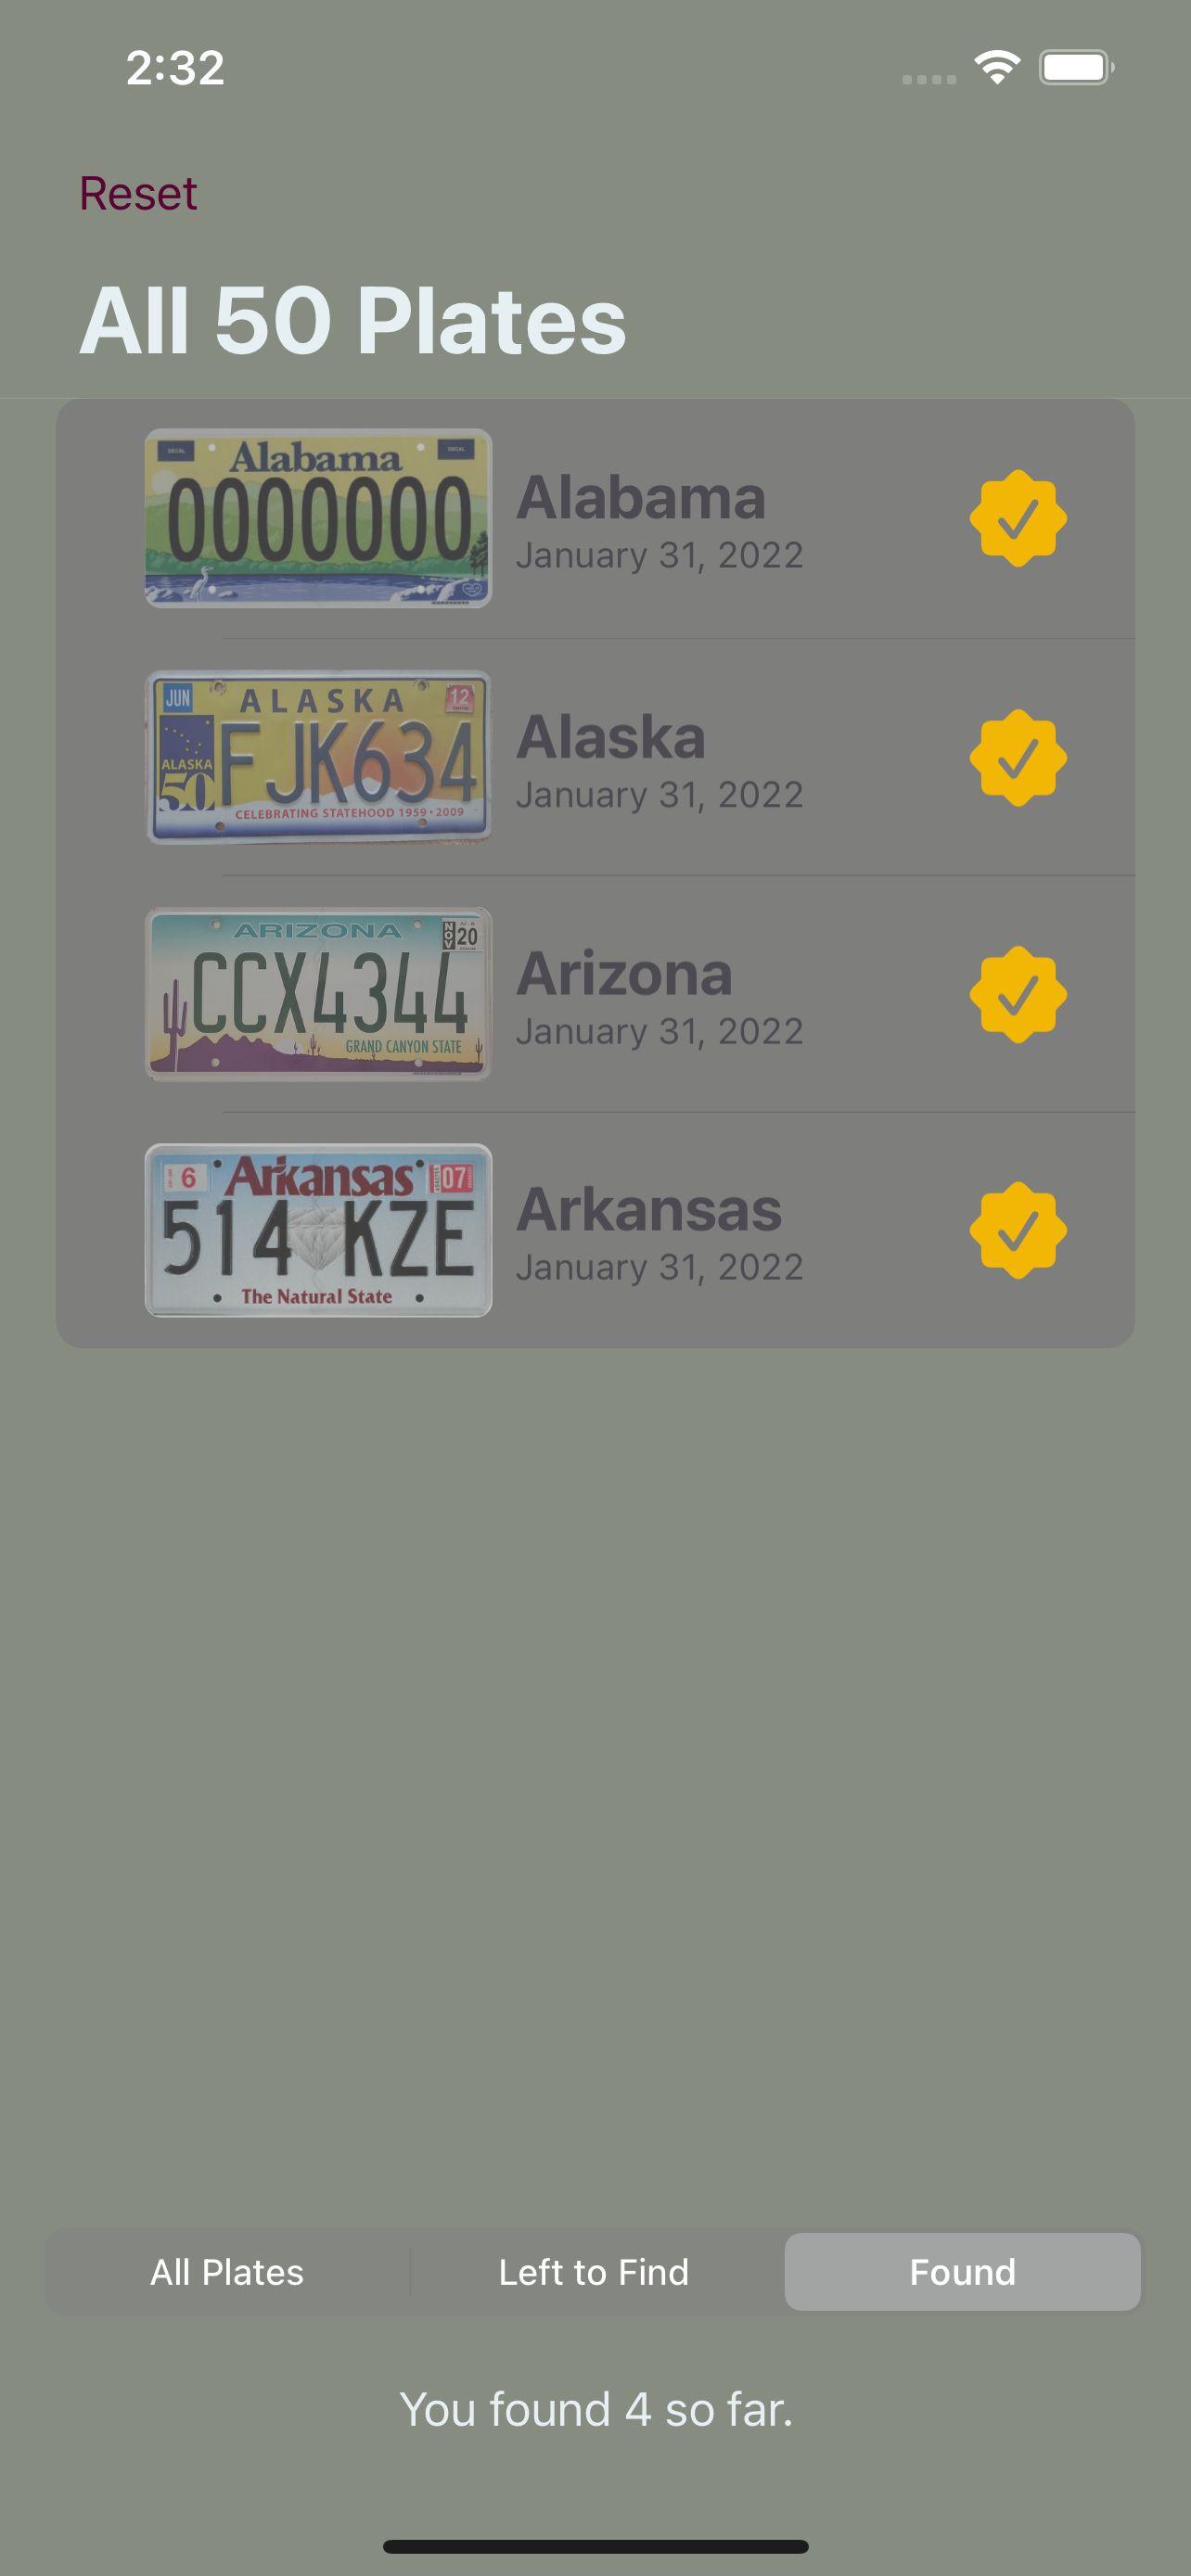 2:32
Reset
All 50 Plates
DECAL
Alabama
DECAL
0000000
Alabama
January 31, 2022
JUN
ALASKA
12
FJK634
ALASKA
50
CELEBRATING STATEHOOD 1959•2009
Alaska
January 31, 2022
ARIZONA
NOV
20
CCX4344
GRAND CANYON STATE
Arizona
January 31, 2022
6
Arkansas
07
514 KZE
The Natural State
Arkansas
January 31, 2022
All Plates
Left to Find
Found
You found 4 so far.